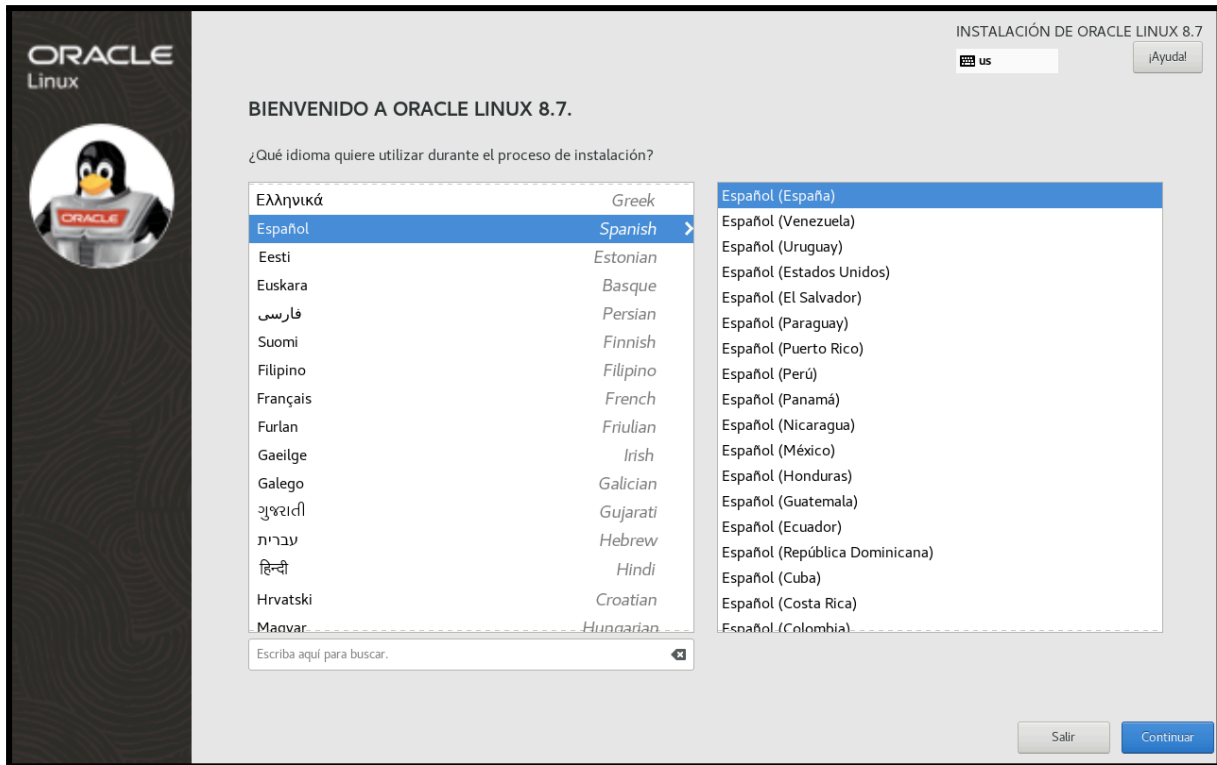 ORACLE
Linux
ORACLE
INSTALACIÓN DE ORACLE LINUX 8.7
us
¡Ayuda!
BIENVENIDO A ORACLE LINUX 8.7.
¿Qué idioma quiere utilizar durante el proceso de instalación?
Ελληνικά Greek
Español Spanish
Eesti Estonian
Euskara Basque
فارسی Persian
Suomi Finnish
Filipino Filipino
Français French
Furlan Friulian
Gaeilge Irish
Galego Galician
ગુજરાતી Gujarati
עברית Hebrew
हिन्दी Hindi
Hrvatski Croatian
Magyar Hungarian
Escriba aquí para buscar.
Español (España)
Español (Venezuela)
Español (Uruguay)
Español (Estados Unidos)
Español (El Salvador)
Español (Paraguay)
Español (Puerto Rico)
Español (Perú)
Español (Panamá)
Español (Nicaragua)
Español (México)
Español (Honduras)
Español (Guatemala)
Español (Ecuador)
Español (República Dominicana)
Español (Cuba)
Español (Costa Rica)
Español (Colombia)
Salir
Continuar